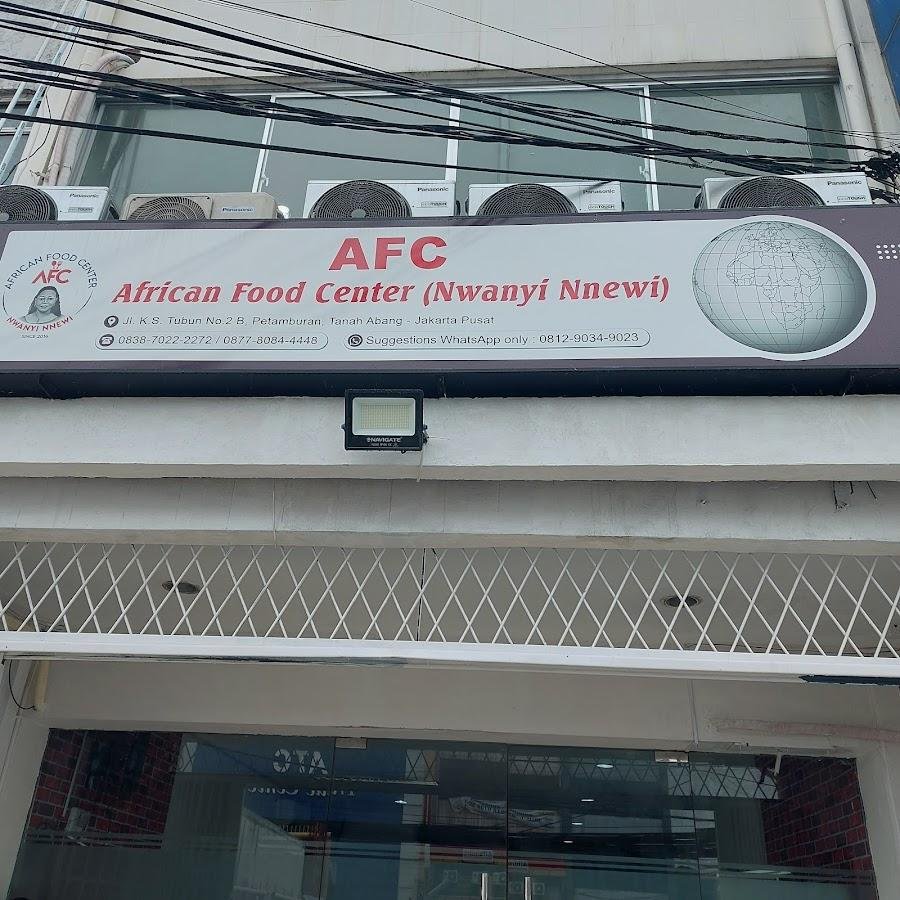 Panasonic
Panasonic
Panasonic
Panasonic
Panasonic
AFRICAN FOOD CENTER
AFC
NWANYI NNEWI
SINCE 2016
AFC
African Food Center (Nwanyi Nnewi)
Jl. K.S. Tubun No.2 B, Petamburan, Tanah Abang - Jakarta Pusat
0838-7022-2272 / 0877-8084-4448
Suggestions WhatsApp only : 0812-9034-9023
NAVIGATE